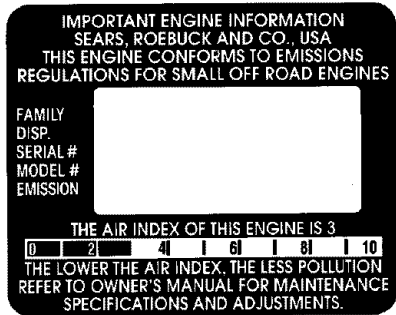 IMPORTANT ENGINE INFORMATION
SEARS, ROEBUCK AND CO., USA
THIS ENGINE CONFORMS TO EMISSIONS
REGULATIONS FOR SMALL OFF ROAD ENGINES
FAMILY
DISP.
SERIAL #
MODEL #
EMISSION
THE AIR INDEX OF THIS ENGINE IS 3
0 2 4 6 8 10
THE LOWER THE AIR INDEX, THE LESS POLLUTION
REFER TO OWNER'S MANUAL FOR MAINTENANCE
SPECIFICATIONS AND ADJUSTMENTS.